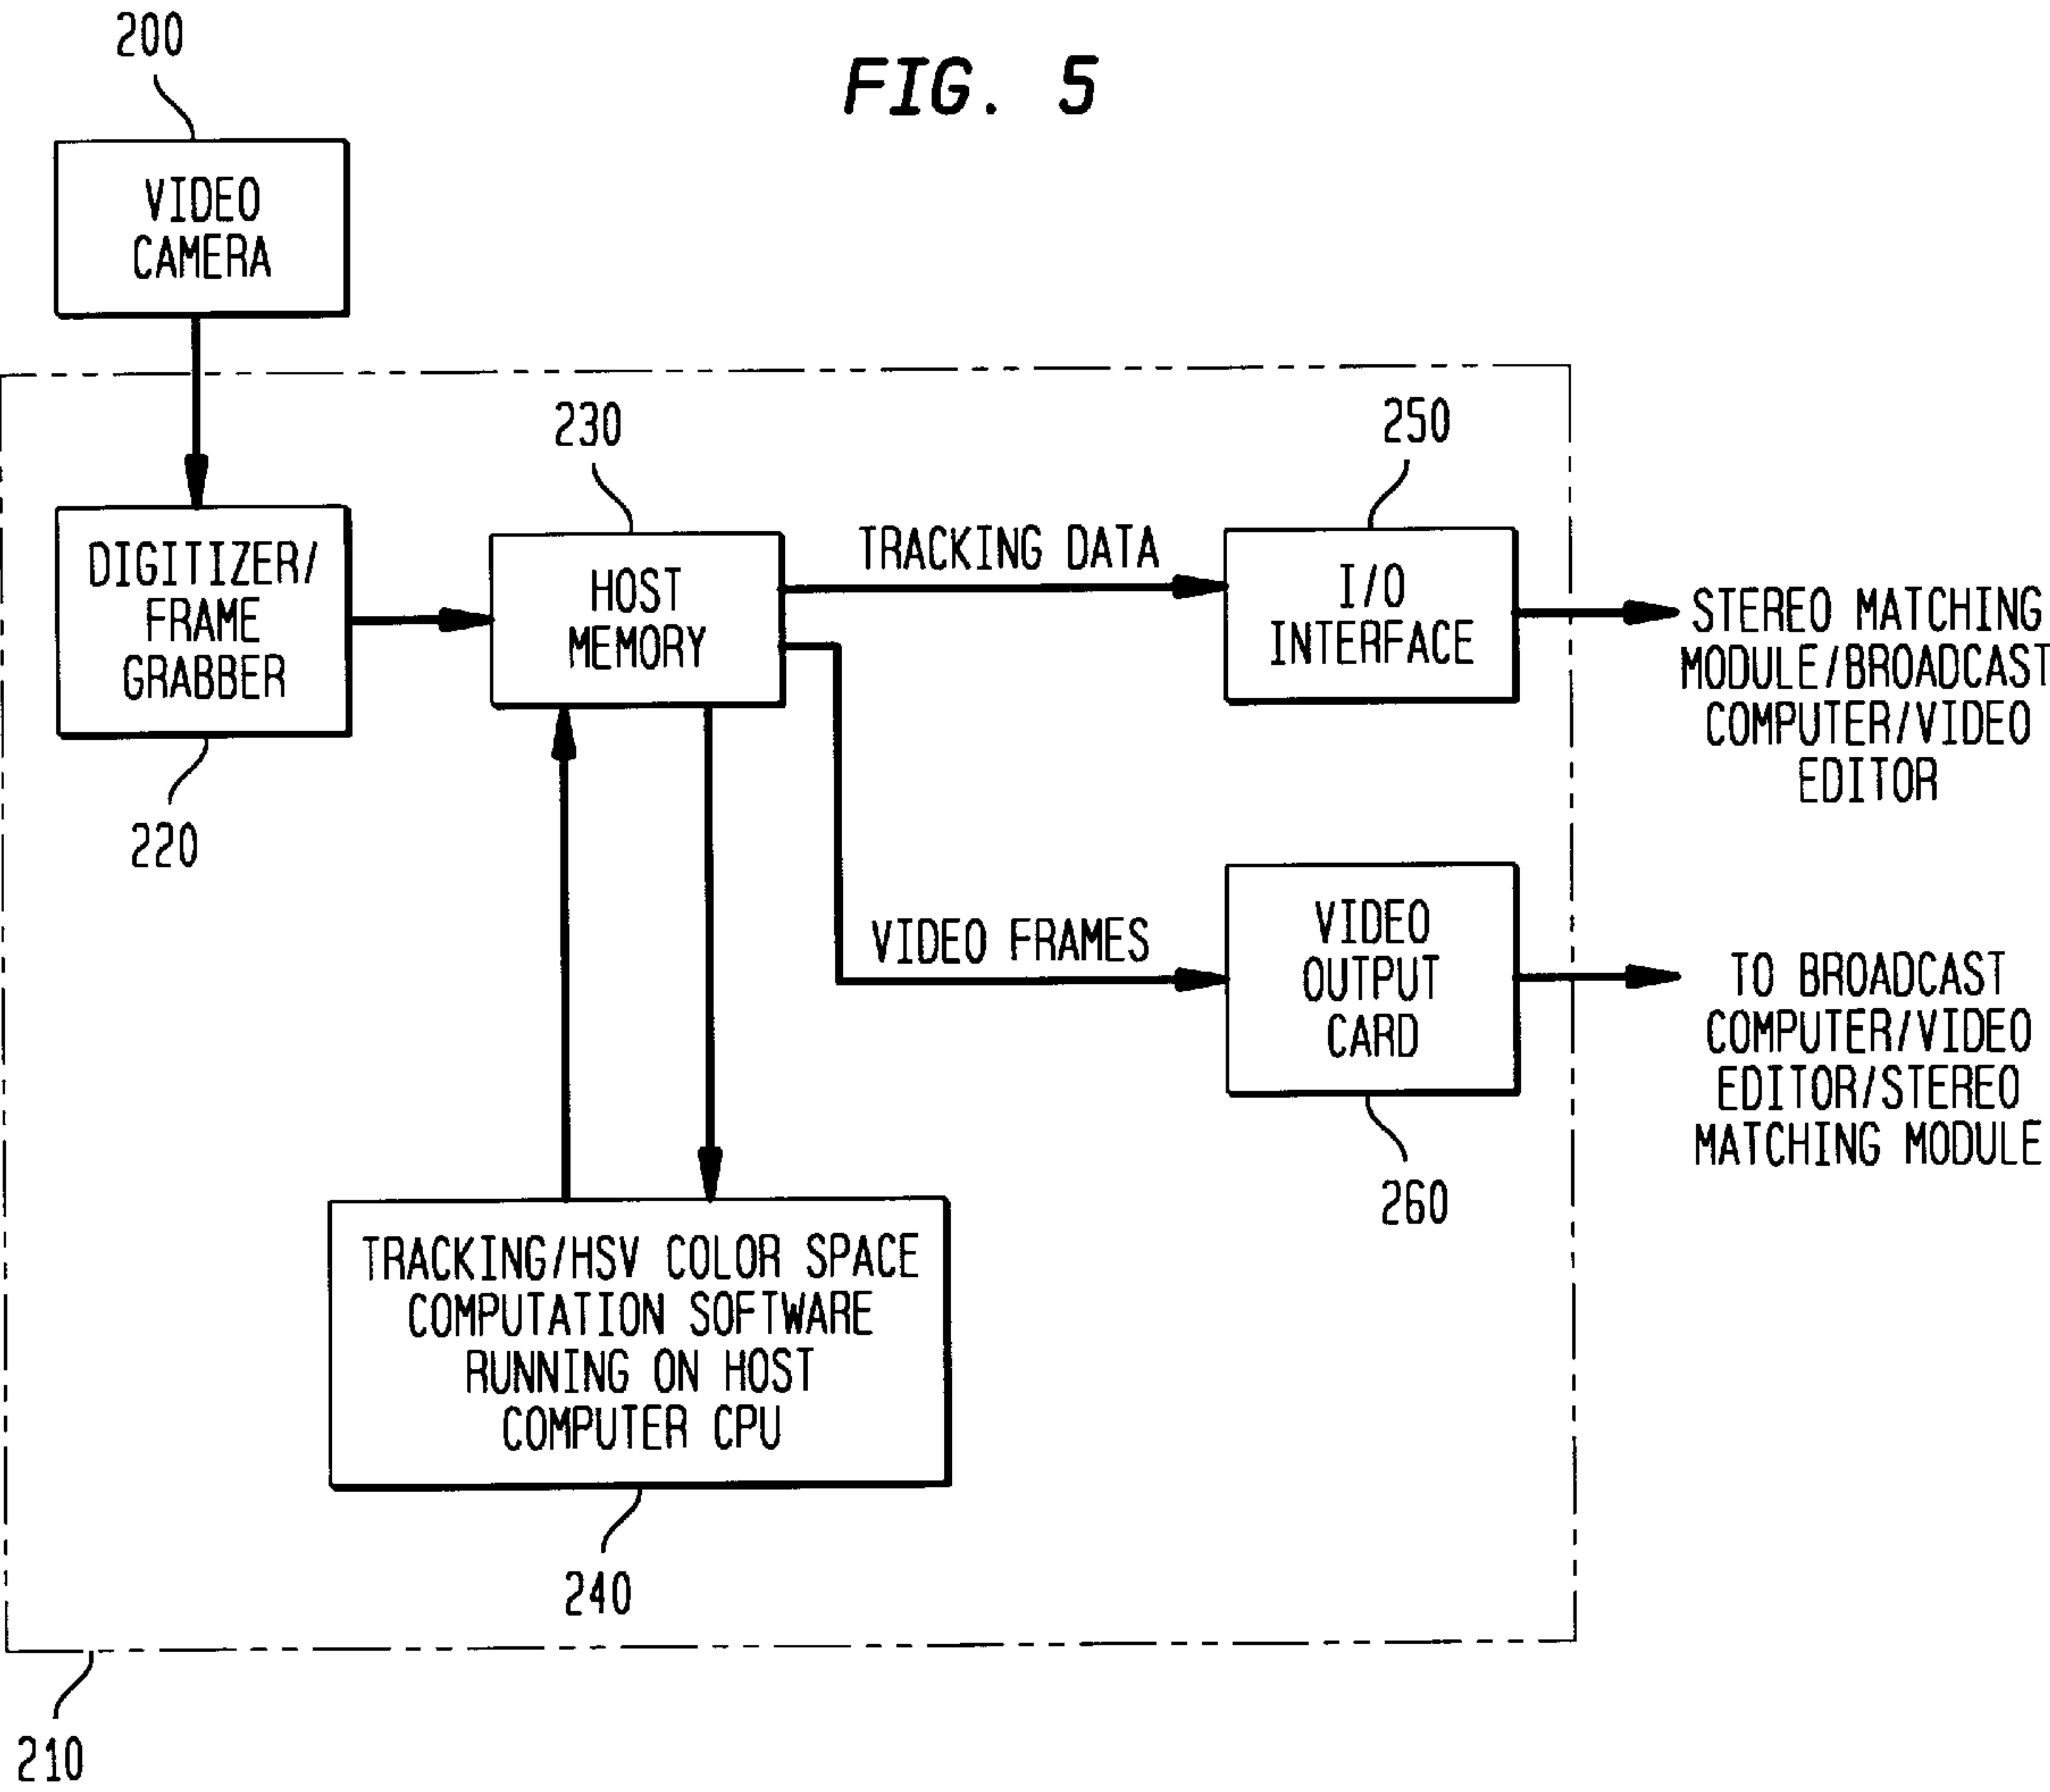 200
FIG. 5
VIDEO
CAMERA
230
250
DIGITIZER/
FRAME
GRABBER
220
HOST
MEMORY
TRACKING DATA
I/O
INTERFACE
STEREO MATCHING
MODULE/BROADCAST
COMPUTER/VIDEO
EDITOR
VIDEO FRAMES
VIDEO
OUTPUT
CARD
260
TO BROADCAST
COMPUTER/VIDEO
EDITOR/STEREO
MATCHING MODULE
TRACKING/HSV COLOR SPACE
COMPUTATION SOFTWARE
RUNNING ON HOST
COMPUTER CPU
240
210